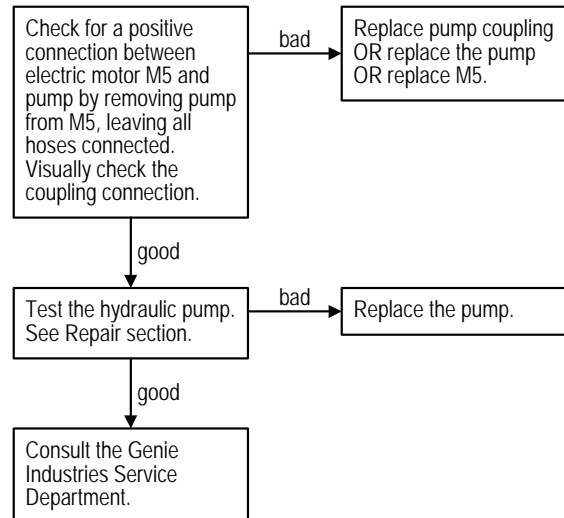 Check for a positive
connection between
electric motor M5 and
pump by removing pump
from M5, leaving all
hoses connected.
Visually check the
coupling connection.
bad
Replace pump coupling
OR replace the pump
OR replace M5.
good
Test the hydraulic pump.
See Repair section.
bad
Replace the pump.
good
Consult the Genie
Industries Service
Department.